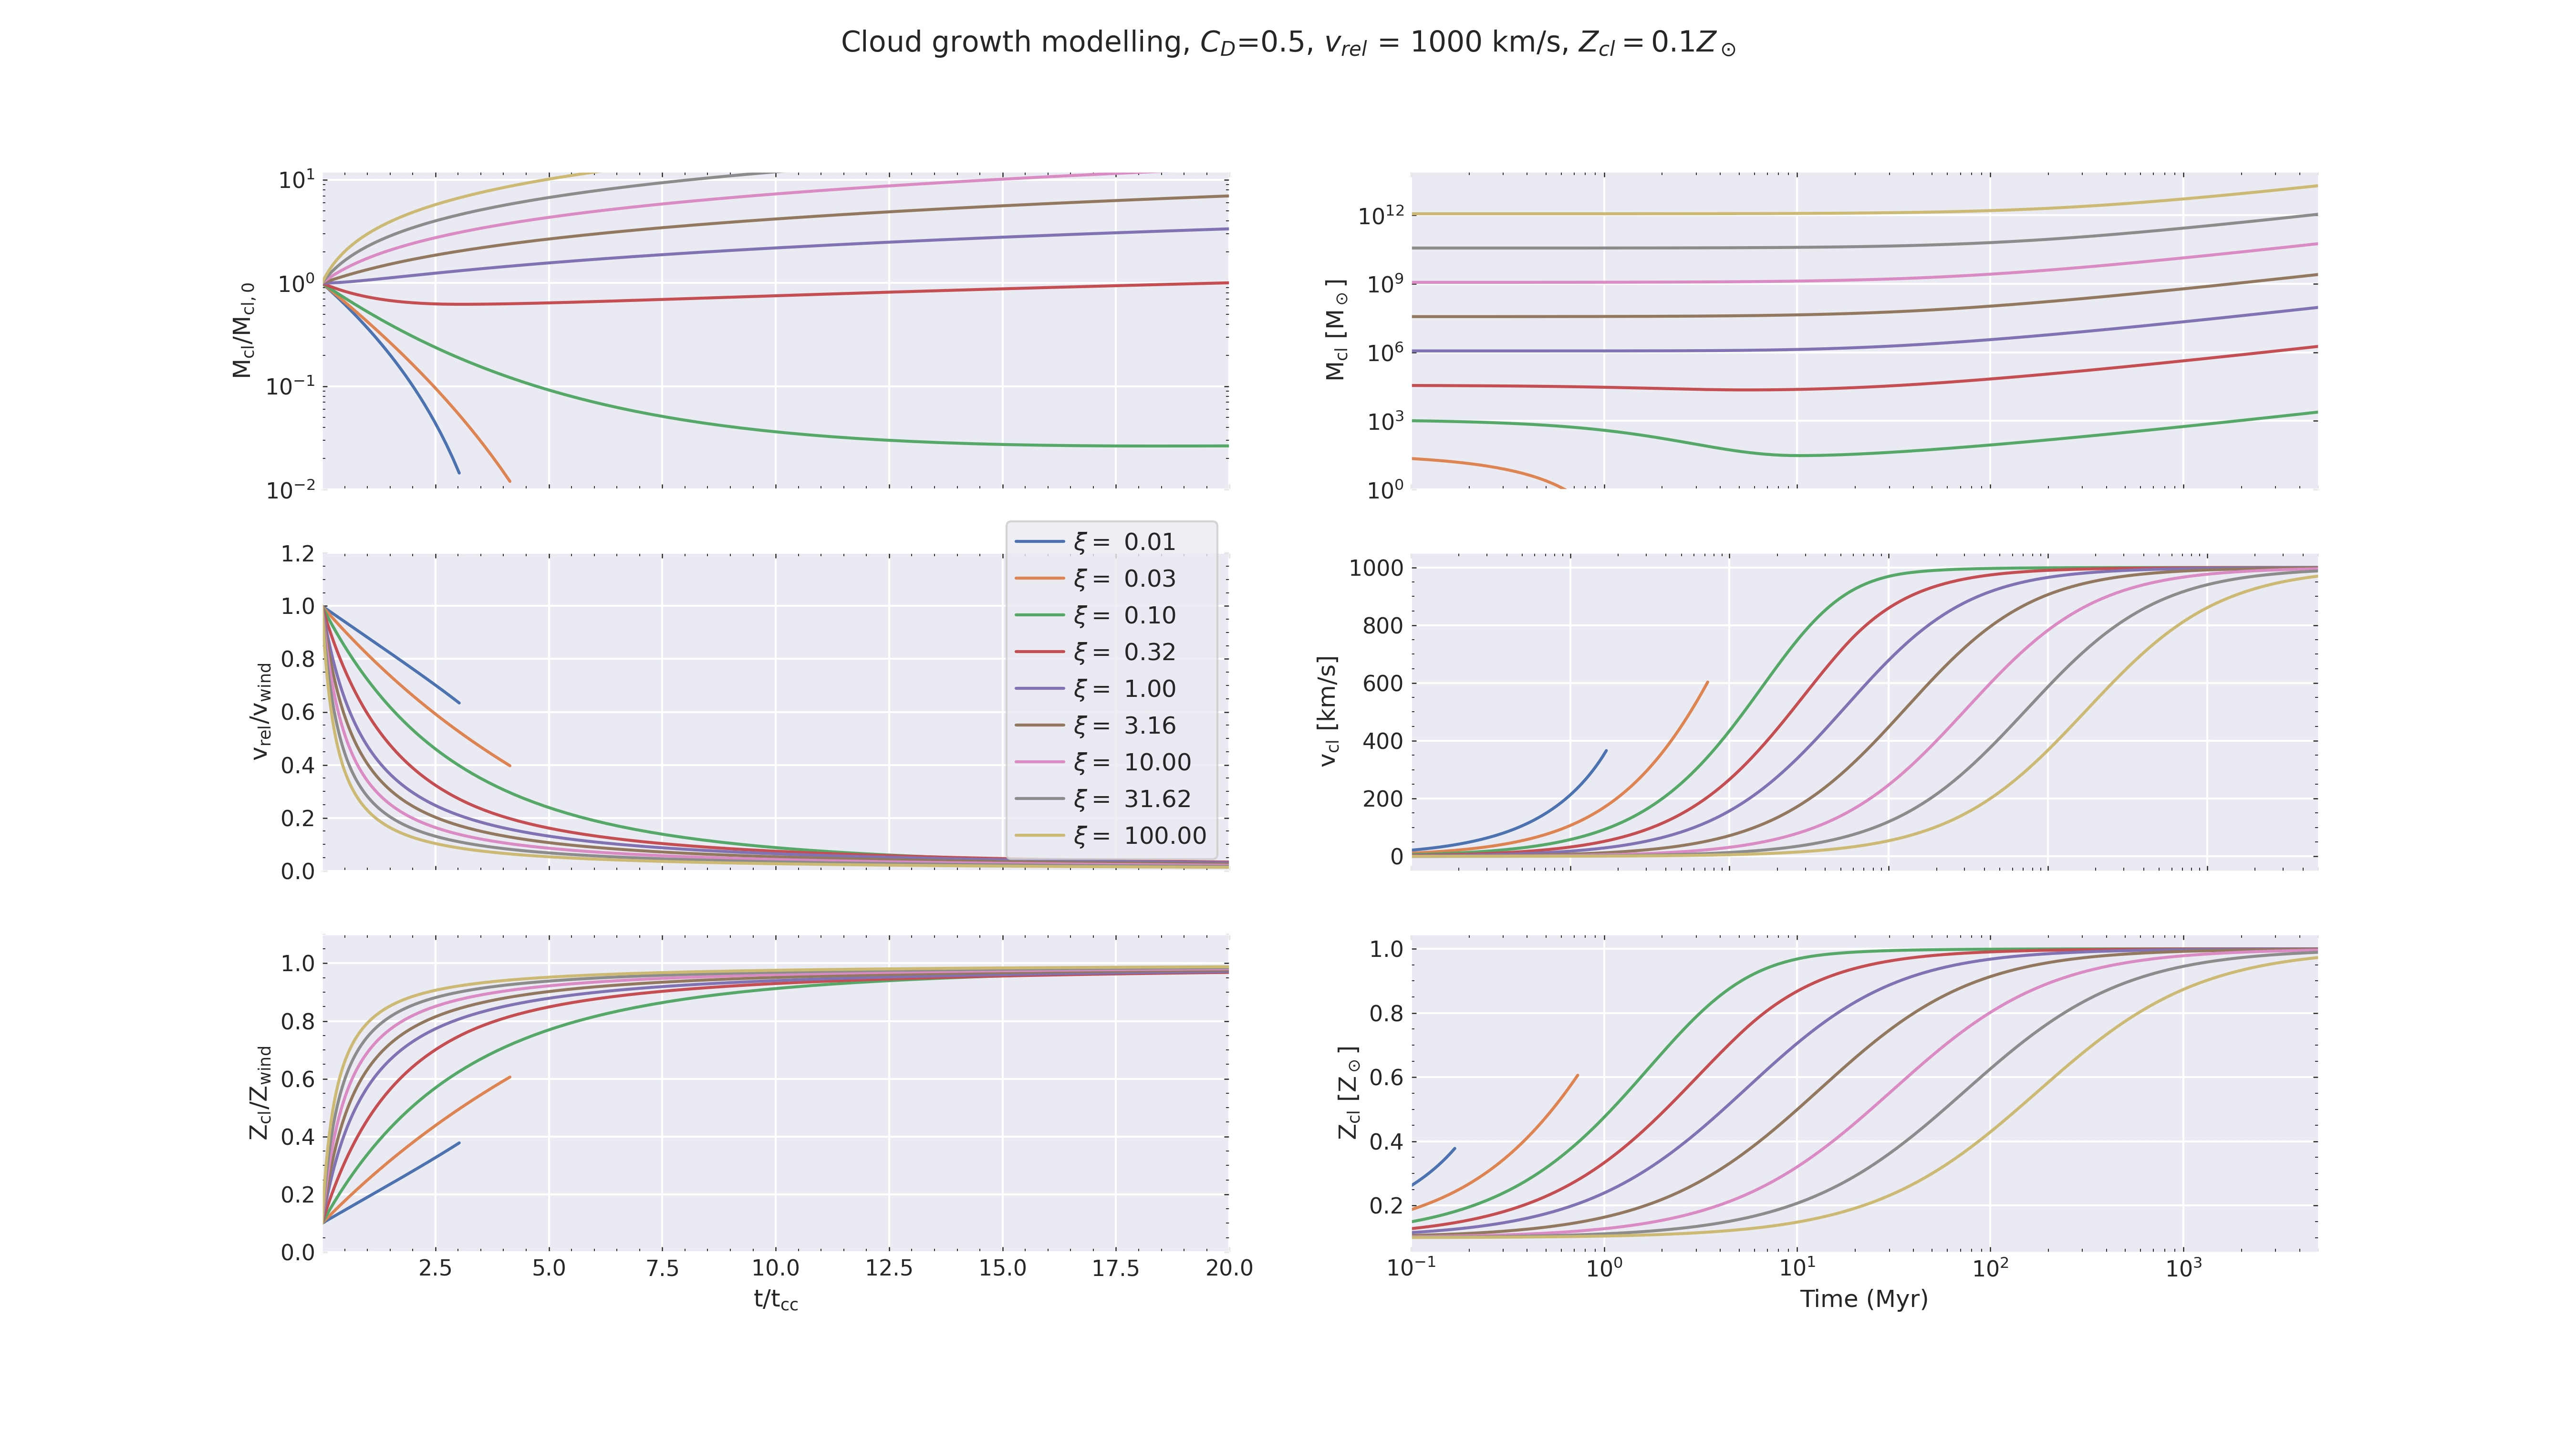 Cloud growth modelling, C_D=0.5, v_rel = 1000 km/s, Z_cl = 0.1Z_⊙
10^1
10^0
10^−1
10^−2
M_cl/M_cl, 0
10^12
10^9
10^6
10^3
10^0
M_cl [M_⊙]
1.2
1.0
0.8
0.6
0.4
0.2
0.0
v_rel/v_wind
ξ = 0.01
ξ = 0.03
ξ = 0.10
ξ = 0.32
ξ = 1.00
ξ = 3.16
ξ = 10.00
ξ = 31.62
ξ = 100.00
1000
800
600
400
200
0
v_cl [km/s]
1.0
0.8
0.6
0.4
0.2
0.0
Z_cl/Z_wind
2.5 5.0 7.5 10.0 12.5 15.0 17.5 20.0
t/t_cc
1.0
0.8
0.6
0.4
0.2
Z_cl [Z_⊙]
10^−1 10^0 10^1 10^2 10^3
Time (Myr)